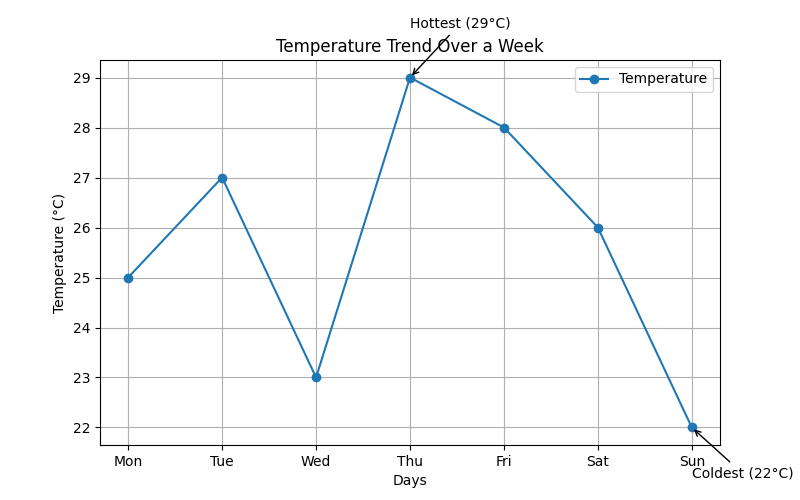 Hottest (29°C)
Temperature Trend Over a Week
Temperature
29
28
27
26
25
24
23
22
Temperature (°C)
Mon Tue Wed Thu Fri Sat Sun
Days
Coldest (22°C)